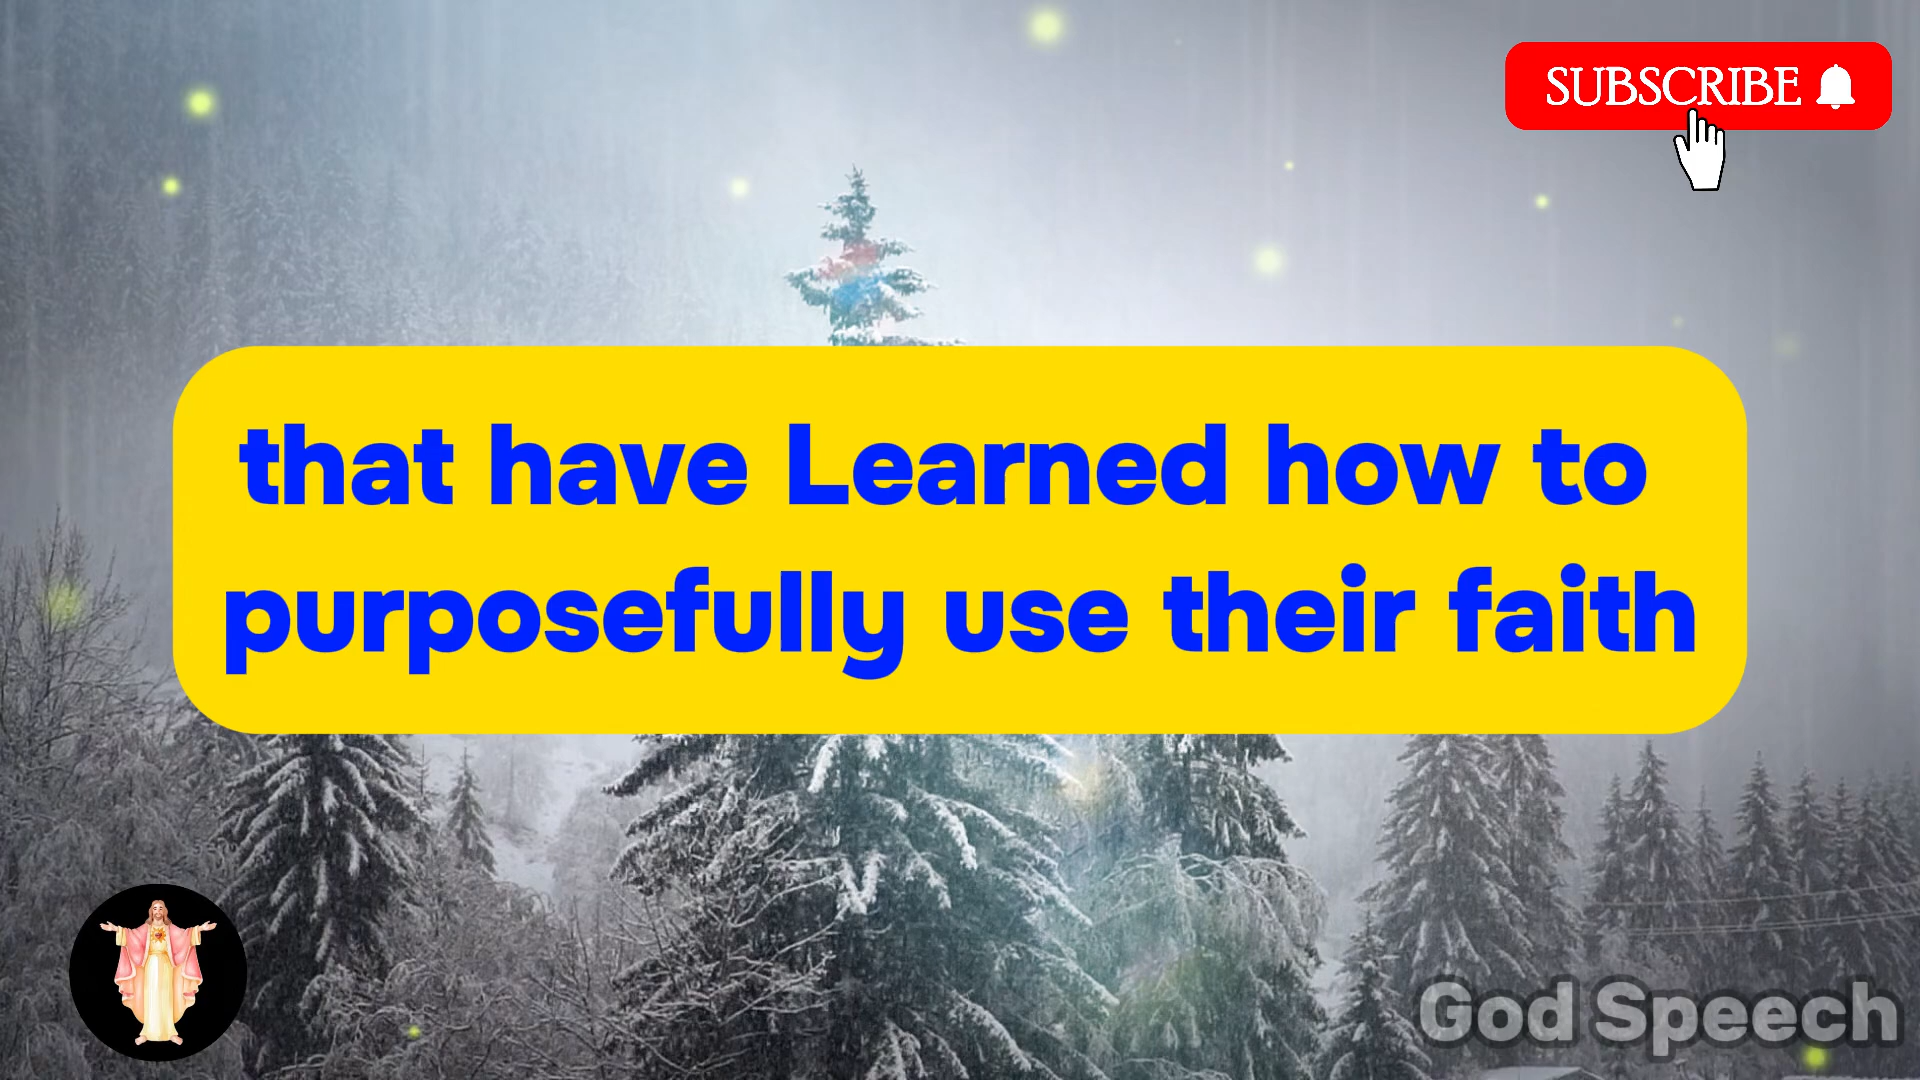 SUBSCRIBE
that have Learned how to
purposefully use their faith
God Speech